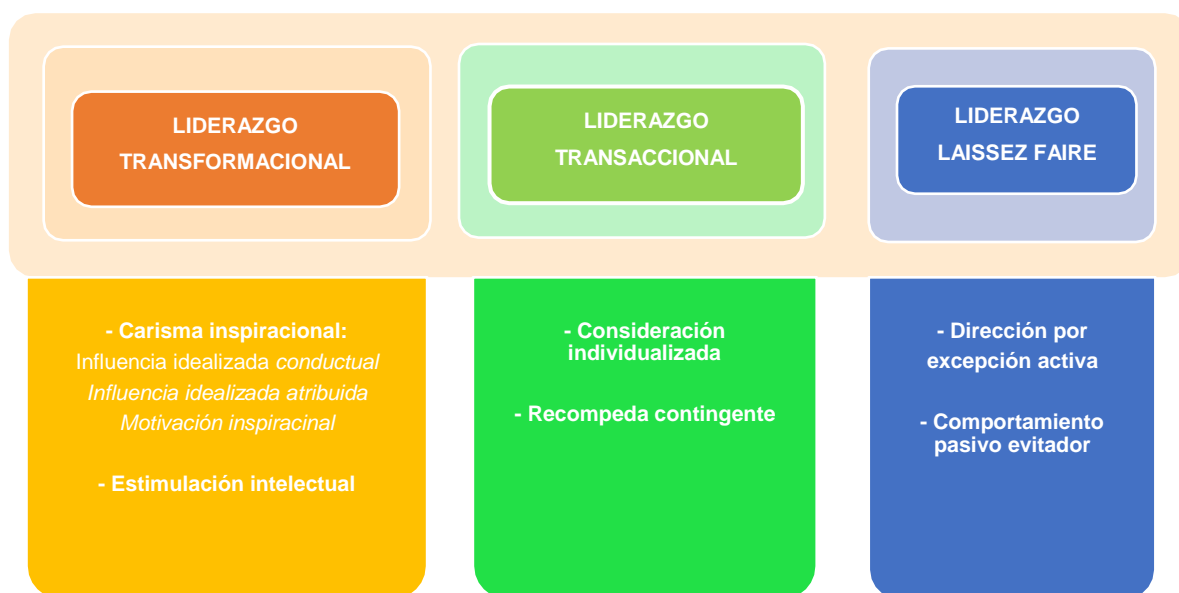 LIDERAZGO
TRANSFORMACIONAL
LIDERAZGO
TRANSACCIONAL
LIDERAZGO
LAISSEZ FAIRE
- Carisma inspiracional:
Influencia idealizada conductual
Influencia idealizada atribuida
Motivación inspiracinal
- Estimulación intelectual
- Consideración
individualizada
- Recompeda contingente
- Dirección por
excepción activa
- Comportamiento
pasivo evitador